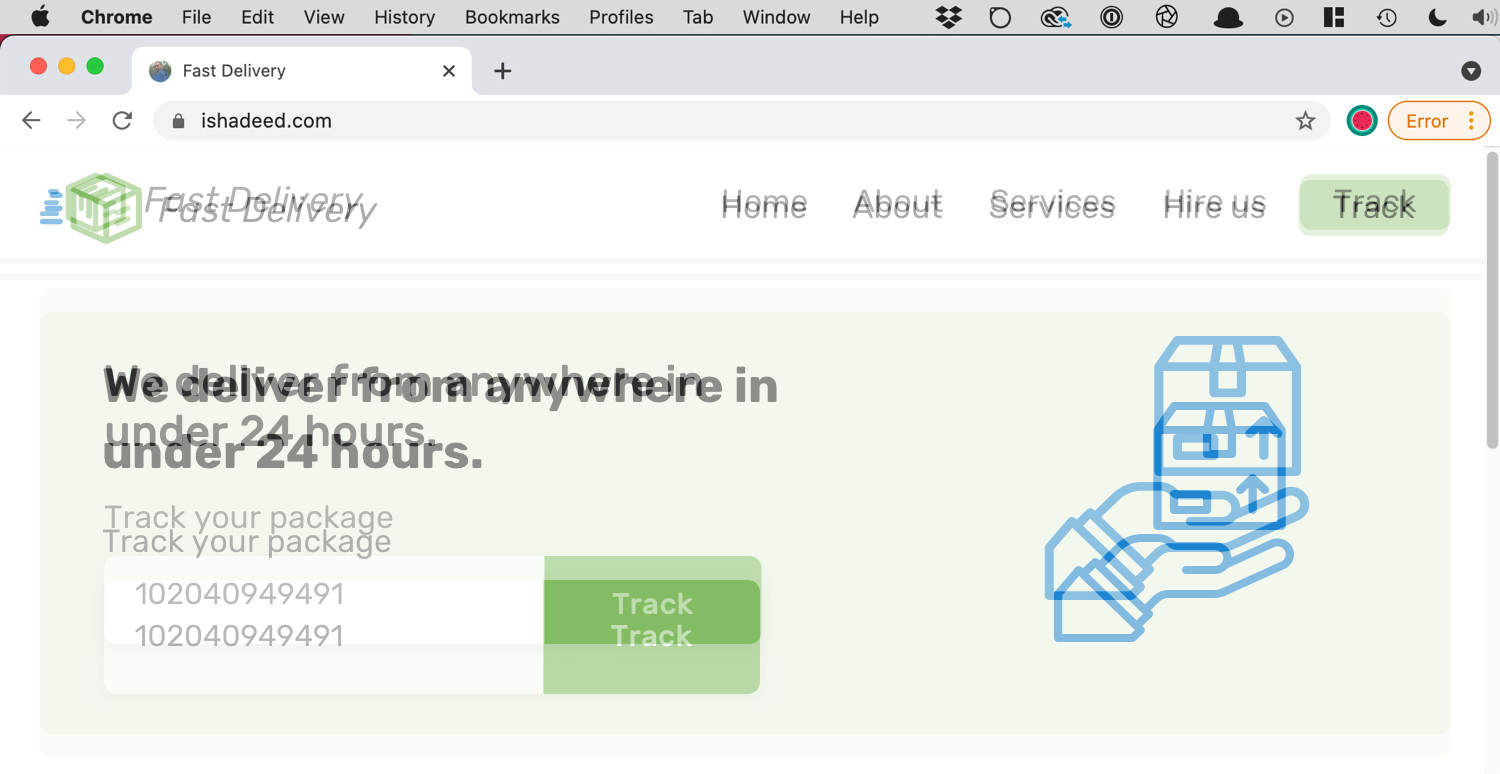 Chrome File Edit View History Bookmarks Profiles Tab Window Help
Fast Delivery
ishadeed.com
Error
Fast Delivery
Fast Delivery
Home About Services Hire us Track
We deliver from anywhere in
We deliver from anywhere in
under 24 hours.
under 24 hours.
Track your package
Track your package
102040949491 Track
102040949491 Track